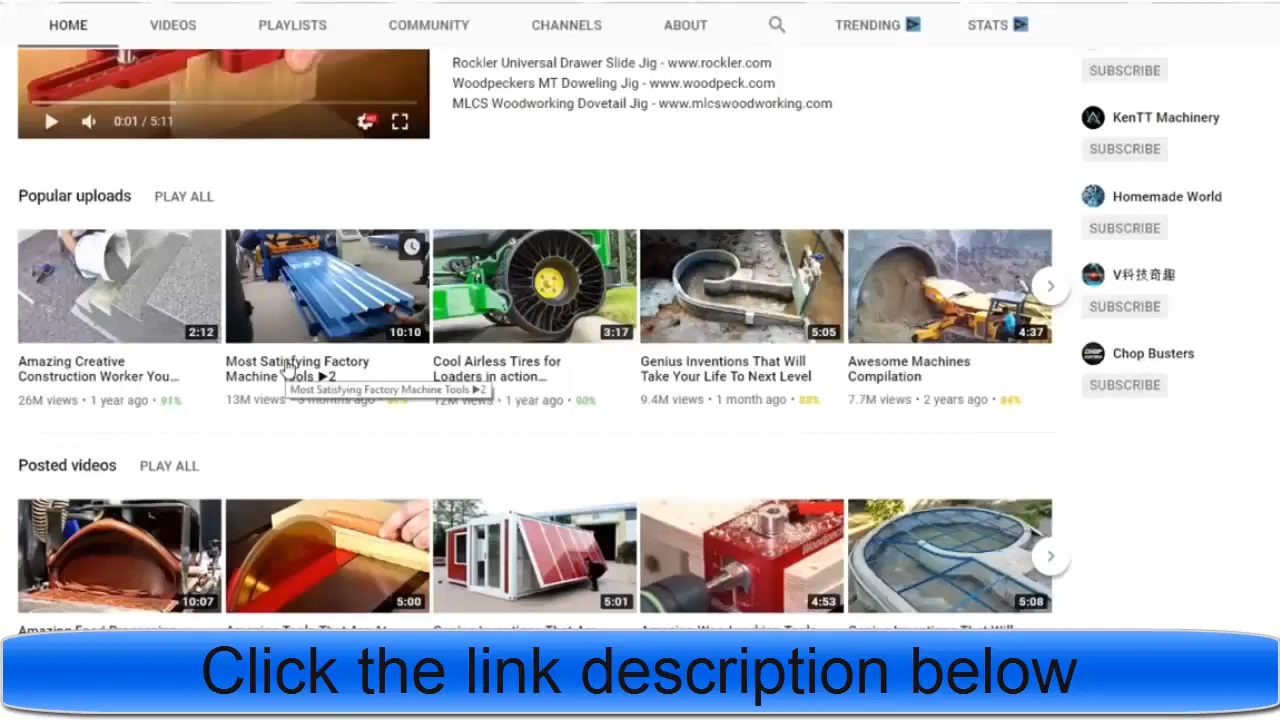 HOME VIDEOS PLAYLISTS COMMUNITY CHANNELS ABOUT TRENDING STATS
Rockler Universal Drawer Slide Jig - www.rockler.com
Woodpeckers MT Doweling Jig - www.woodpeck.com
MLCS Woodworking Dovetail Jig - www.mlcswoodworking.com
0:01 / 5:11
SUBSCRIBE
KenTT Machinery
SUBSCRIBE
Homemade World
SUBSCRIBE
V科技奇趣
SUBSCRIBE
Chop Busters
SUBSCRIBE
Popular uploads PLAY ALL
2:12
10:10
3:17
5:05
4:37
Amazing Creative
Construction Worker You...
26M views • 1 year ago • 91%
Most Satisfying Factory
Machine Tools ▶2
Most Satisfying Factory Machine Tools ▶2
13M views • 3 months ago
Cool Airless Tires for
Loaders in action...
12M views • 1 year ago • 90%
Genius Inventions That Will
Take Your Life To Next Level
9.4M views • 1 month ago • 88%
Awesome Machines
Compilation
7.7M views • 2 years ago • 84%
Posted videos PLAY ALL
10:07
5:00
5:01
4:53
5:08
Click the link description below